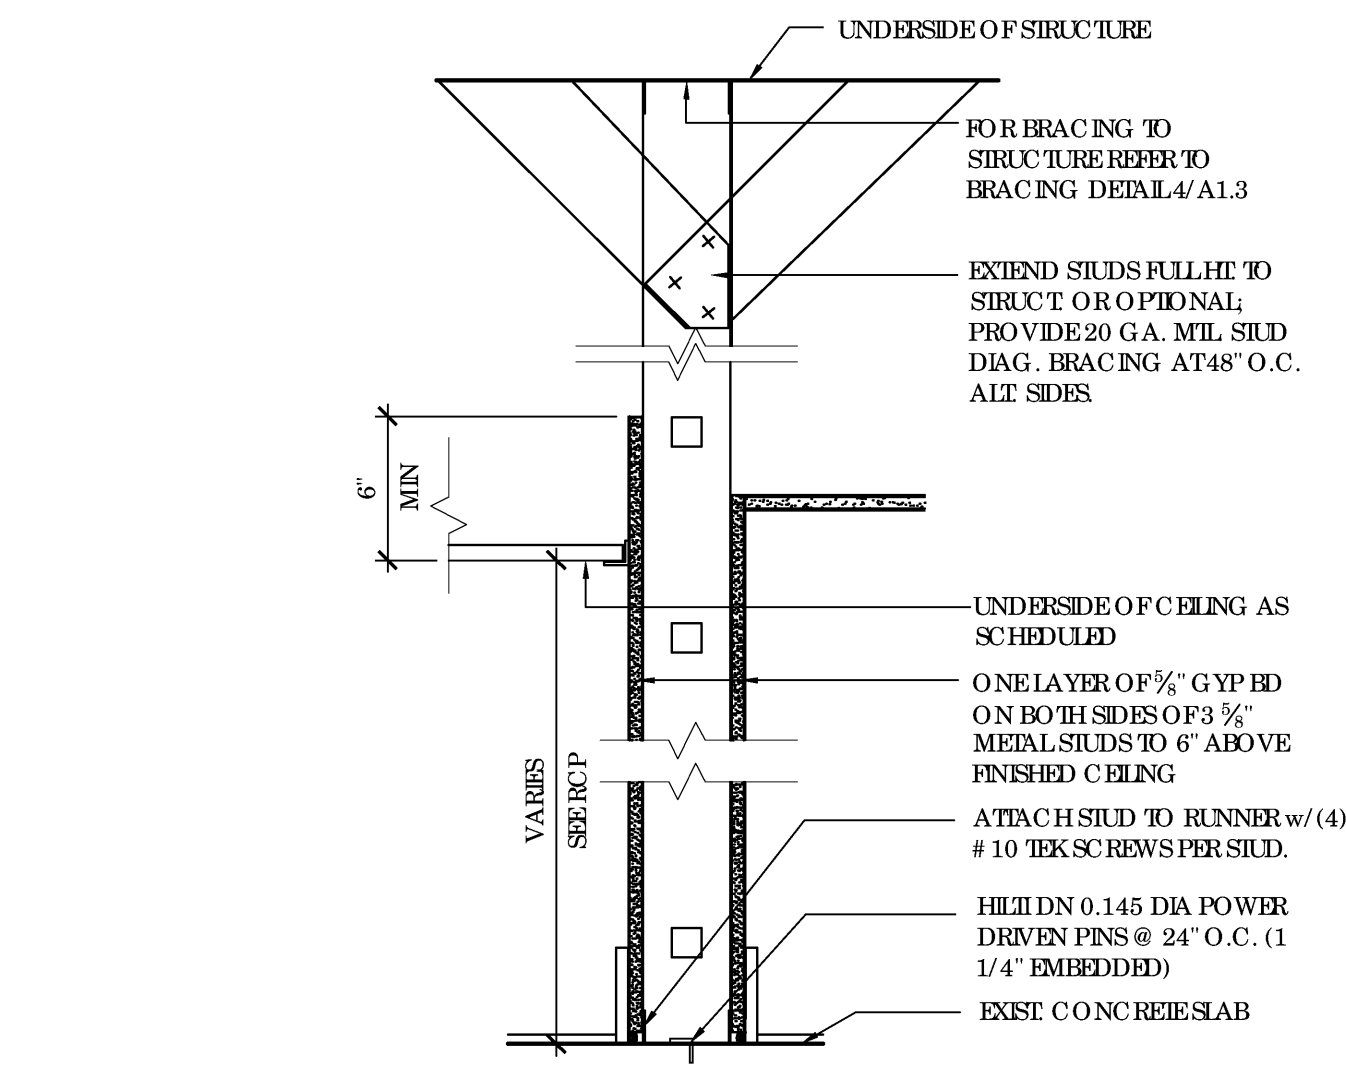 UNDERSIDE OF STRUCTURE
FOR BRACING TO
STRUCTURE REFER TO
BRACING DETAIL 4/A1.3
EXTEND STUDS FULL HT. TO
STRUCT. OR OPTIONAL;
PROVIDE 20 GA. MTL STUD
DIAG. BRACING AT 48" O.C.
ALT. SIDES.
6"
MIN
UNDERSIDE OF CEILING AS
SCHEDULED
ONE LAYER OF 5/8" GYP BD
ON BOTH SIDES OF 3 5/8"
METAL STUDS TO 6" ABOVE
FINISHED CEILING
VARIES
SEE RCP
ATTACH STUD TO RUNNER w/(4)
#10 TEK SCREWS PER STUD.
HILTI DN 0.145 DIA POWER
DRIVEN PINS @ 24" O.C. (1
1/4" EMBEDDED)
EXIST. CONCRETE SLAB